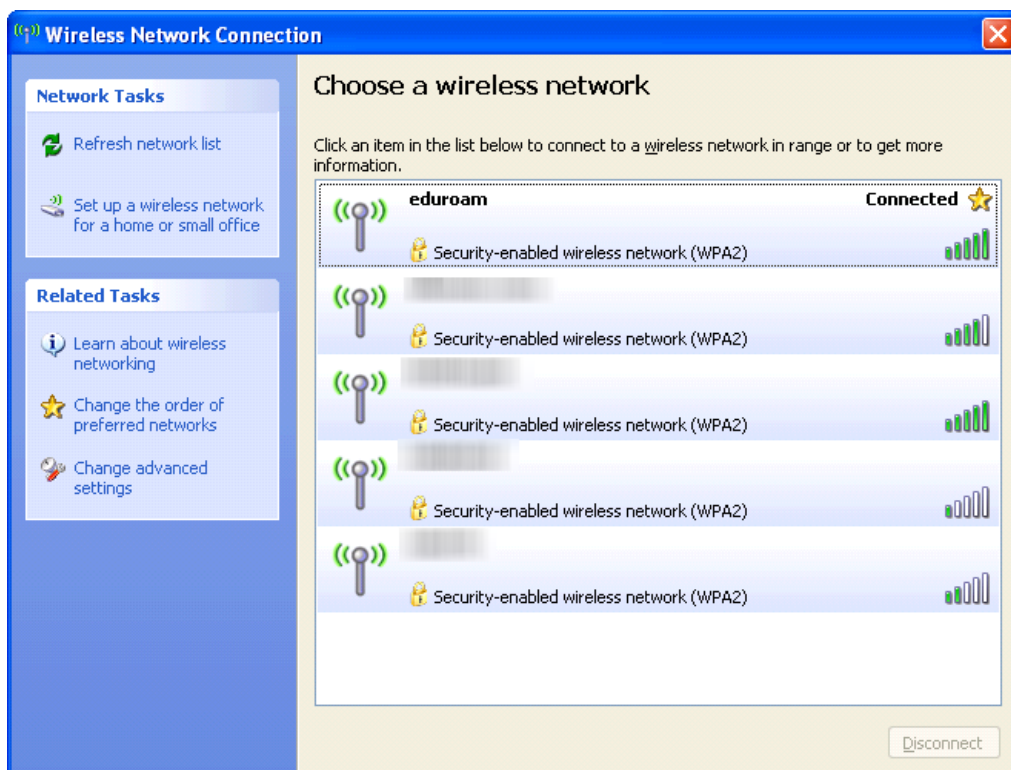 Wireless Network Connection
Network Tasks
Refresh network list
Set up a wireless network
for a home or small office
Related Tasks
Learn about wireless
networking
Change the order of
preferred networks
Change advanced
settings
Choose a wireless network
Click an item in the list below to connect to a wireless network in range or to get more
information.
eduroam Connected
Security-enabled wireless network (WPA2)
Security-enabled wireless network (WPA2)
Security-enabled wireless network (WPA2)
Security-enabled wireless network (WPA2)
Security-enabled wireless network (WPA2)
Disconnect